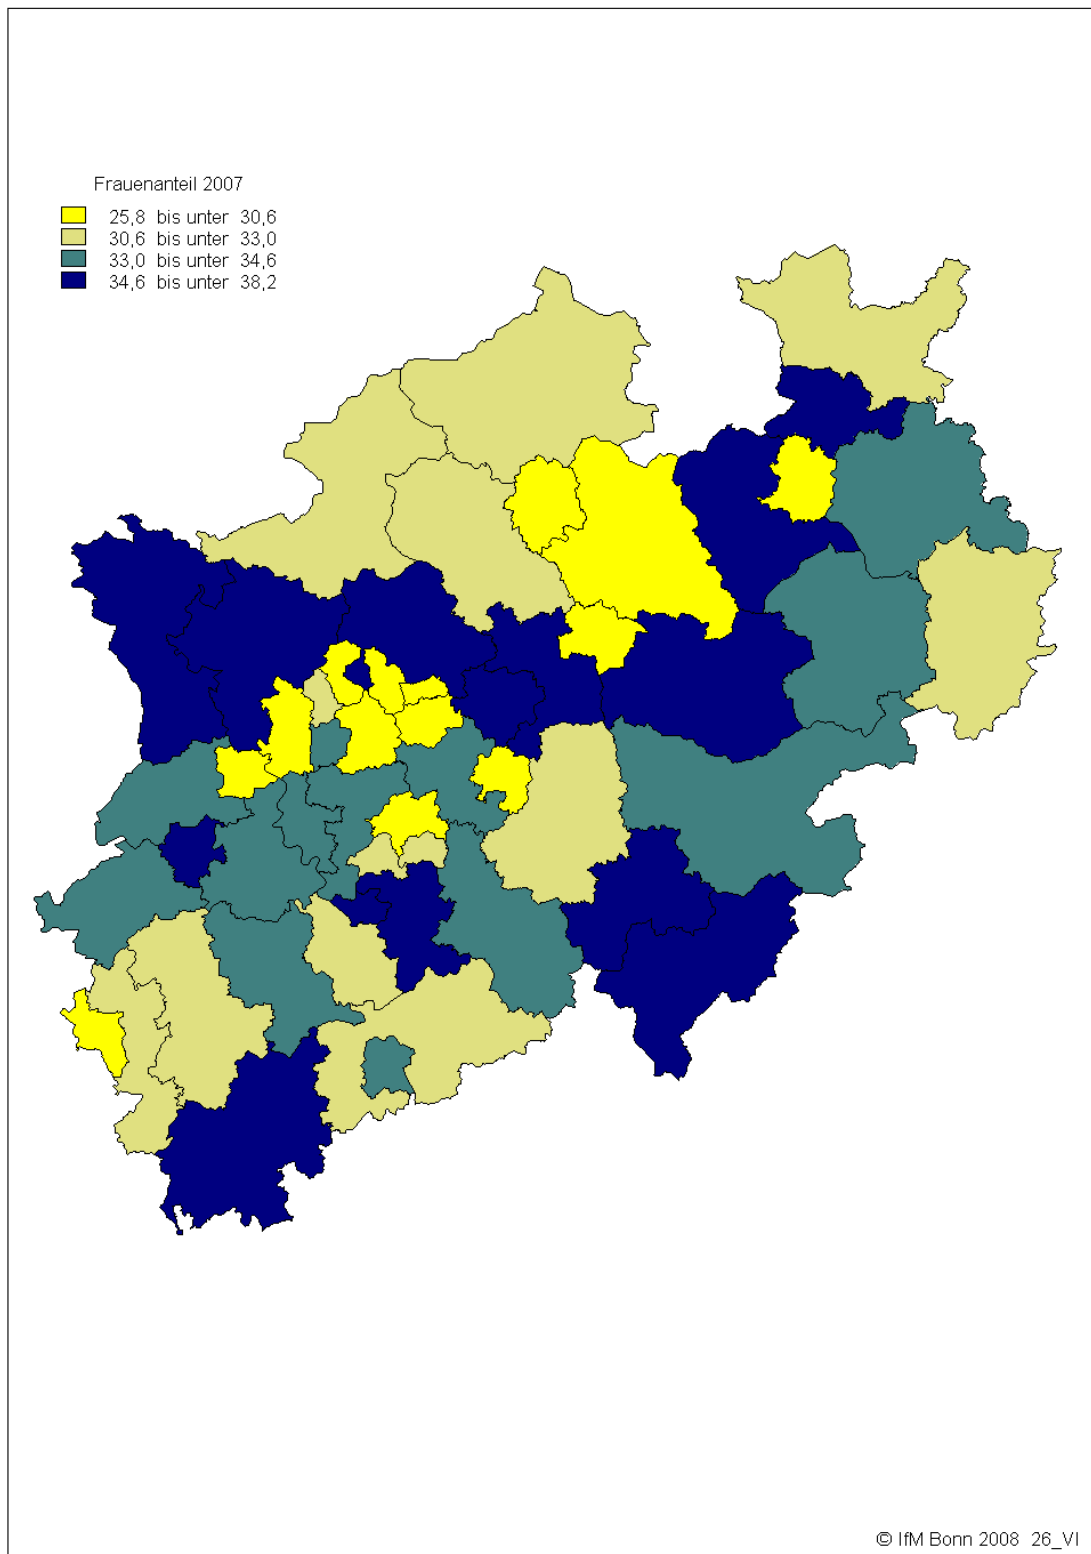 Frauenanteil 2007
25,8 bis unter 30,6
30,6 bis unter 33,0
33,0 bis unter 34,6
34,6 bis unter 38,2
© IfM Bonn 2008 26_VI